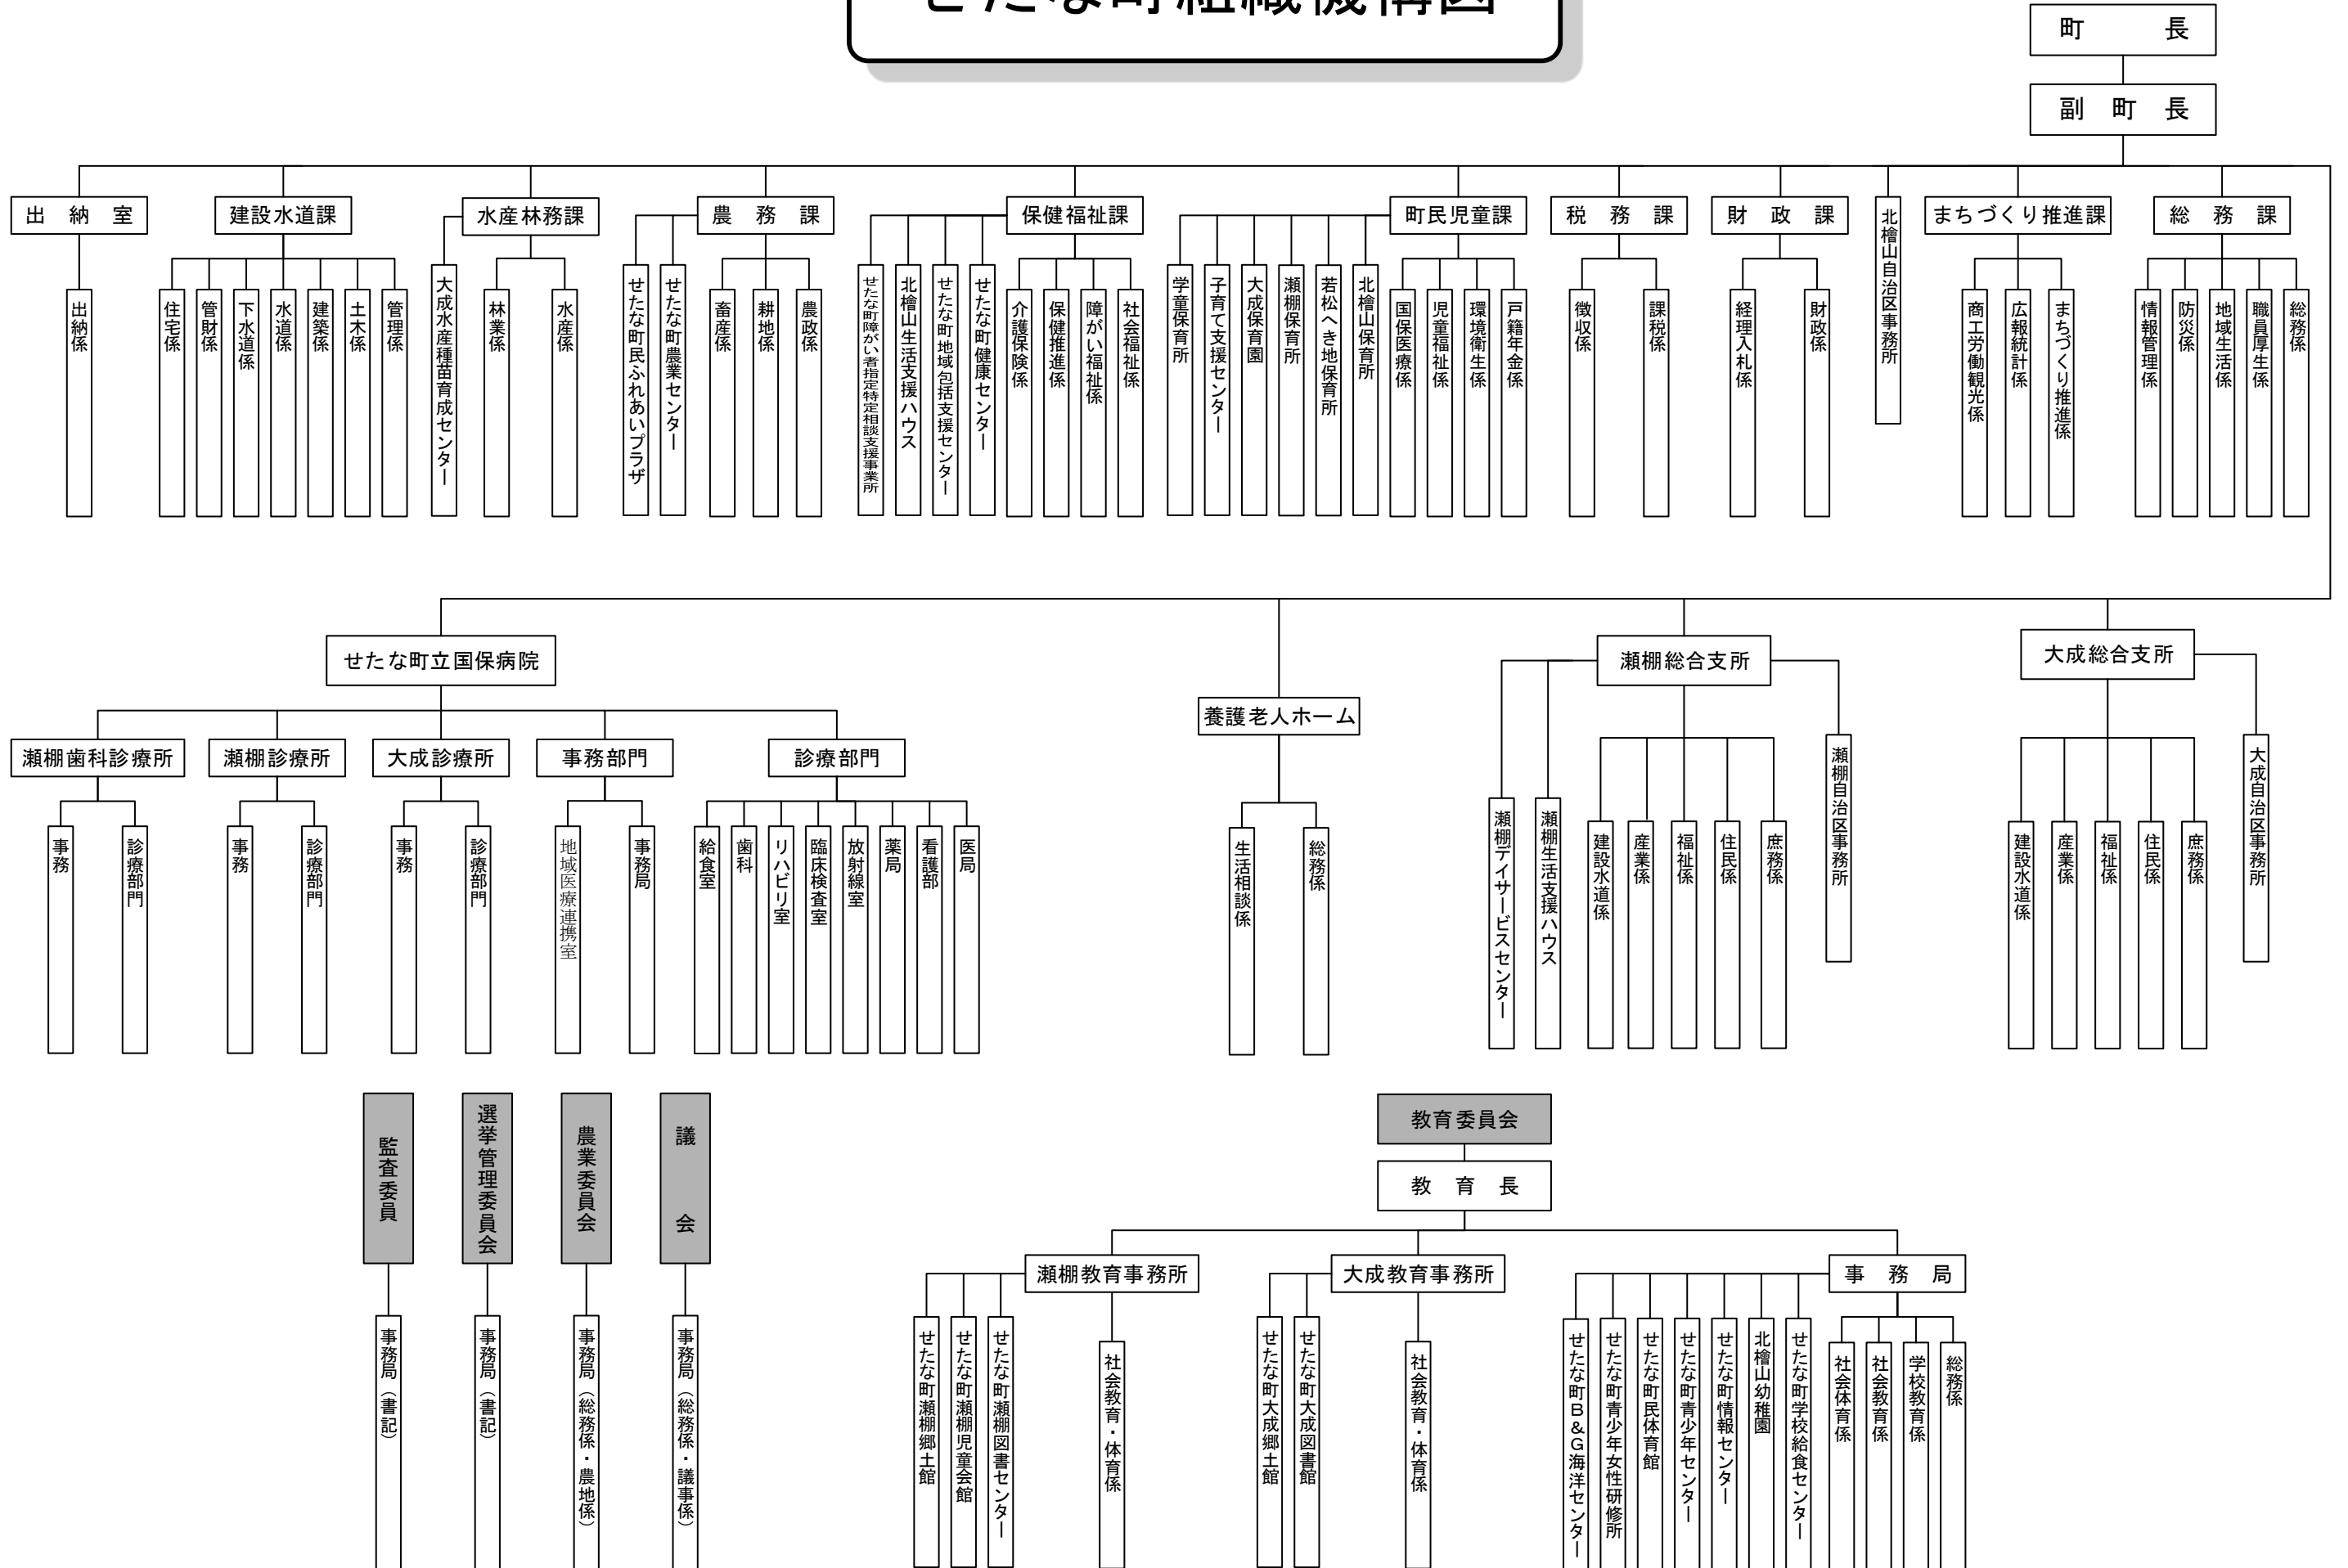 せたな町組織機構図
町長
副町長
出納室
建設水道課
水産林務課
農務課
保健福祉課
町民児童課
税務課
財政課
北檜山自治区事務所
まちづくり推進課
総務課
出納係
住宅係
管財係
下水道係
水道係
建築係
土木係
管理係
大成水産種苗育成センター
林業係
水産係
せたな町民ふれあいプラザ
せたな町農業センター
畜産係
耕地係
農政係
せたな町障がい者指定特定相談支援事業所
北檜山生活支援ハウス
せたな町地域包括支援センター
せたな町健康センター
介護保険係
保健推進係
障がい福祉係
社会福祉係
学童保育所
子育て支援センター
大成保育園
瀬棚保育所
若松へき地保育所
北檜山保育所
国保医療係
児童福祉係
環境衛生係
戸籍年金係
徴収係
課税係
経理入札係
財政係
商工労働観光係
広報統計係
まちづくり推進係
情報管理係
防災係
地域生活係
職員厚生係
総務係
せたな町立国保病院
養護老人ホーム
瀬棚総合支所
大成総合支所
瀬棚歯科診療所
瀬棚診療所
大成診療所
事務部門
診療部門
事務
診療部門
事務
診療部門
事務
診療部門
地域医療連携室
事務局
給食室
歯科
リハビリ室
臨床検査室
放射線室
薬局
看護部
医局
生活相談係
総務係
瀬棚デイサービスセンター
瀬棚生活支援ハウス
建設水道係
産業係
福祉係
住民係
庶務係
瀬棚自治区事務所
建設水道係
産業係
福祉係
住民係
庶務係
大成自治区事務所
監査委員
選挙管理委員会
農業委員会
議会
教育委員会
教育長
瀬棚教育事務所
大成教育事務所
事務局
事務局（書記）
事務局（書記）
事務局（総務係・農地係）
事務局（総務係・議事係）
せたな町瀬棚郷土館
せたな町瀬棚児童会館
せたな町瀬棚図書センター
社会教育・体育係
せたな町大成郷土館
せたな町大成図書館
社会教育・体育係
せたな町Ｂ＆Ｇ海洋センター
せたな町青少年女性研修所
せたな町民体育館
せたな町青少年センター
せたな町情報センター
北檜山幼稚園
せたな町学校給食センター
社会体育係
社会教育係
学校教育係
総務係